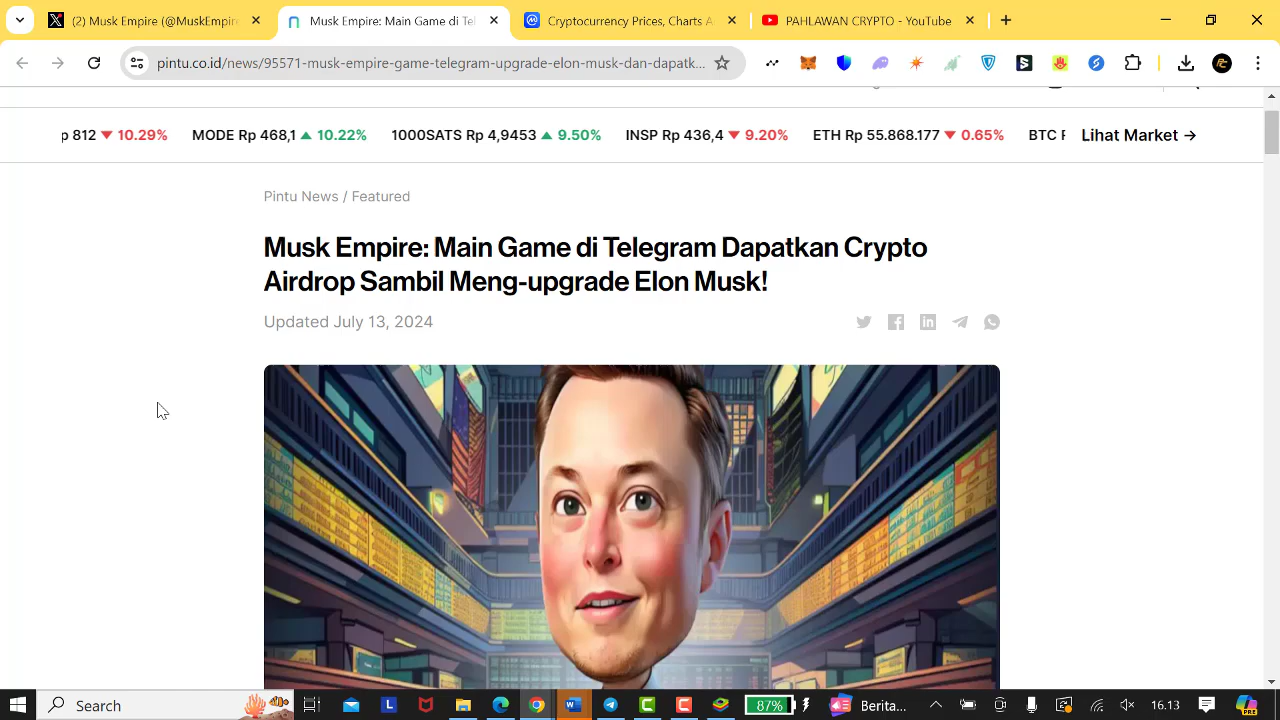 (2) Musk Empire (@MuskEmpir
Musk Empire: Main Game di Tel
Cryptocurrency Prices, Charts A
PAHLAWAN CRYPTO - YouTube
pintu.co.id/news/95571-musk-empire-game-telegram-upgrade-elon-musk-dan-dapatk...
p 812 ▼ 10.29% MODE Rp 468,1 ▲ 10.22% 1000SATS Rp 4,9453 ▲ 9.50% INSP Rp 436,4 ▼ 9.20% ETH Rp 55.868.177 ▼ 0.65% BTC Lihat Market →
Pintu News / Featured
Musk Empire: Main Game di Telegram Dapatkan Crypto
Airdrop Sambil Meng-upgrade Elon Musk!
Updated July 13, 2024
Search
87%
Berita...
16.13